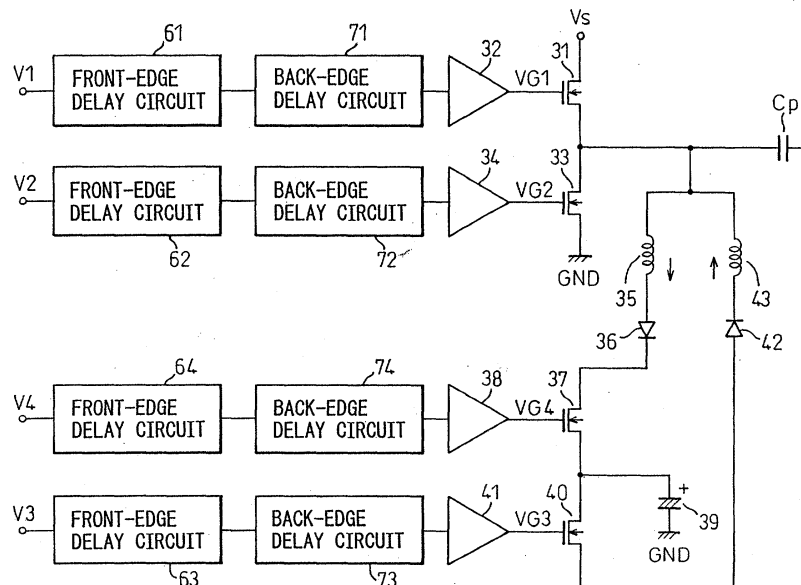 61
71
32
Vs
31
V1
FRONT-EDGE
DELAY CIRCUIT
BACK-EDGE
DELAY CIRCUIT
VG1
Cp
34
33
V2
FRONT-EDGE
DELAY CIRCUIT
BACK-EDGE
DELAY CIRCUIT
VG2
62
72
GND
35
43
36
42
64
74
38
37
V4
FRONT-EDGE
DELAY CIRCUIT
BACK-EDGE
DELAY CIRCUIT
VG4
41
40
+
39
V3
FRONT-EDGE
DELAY CIRCUIT
BACK-EDGE
DELAY CIRCUIT
VG3
GND
63
73